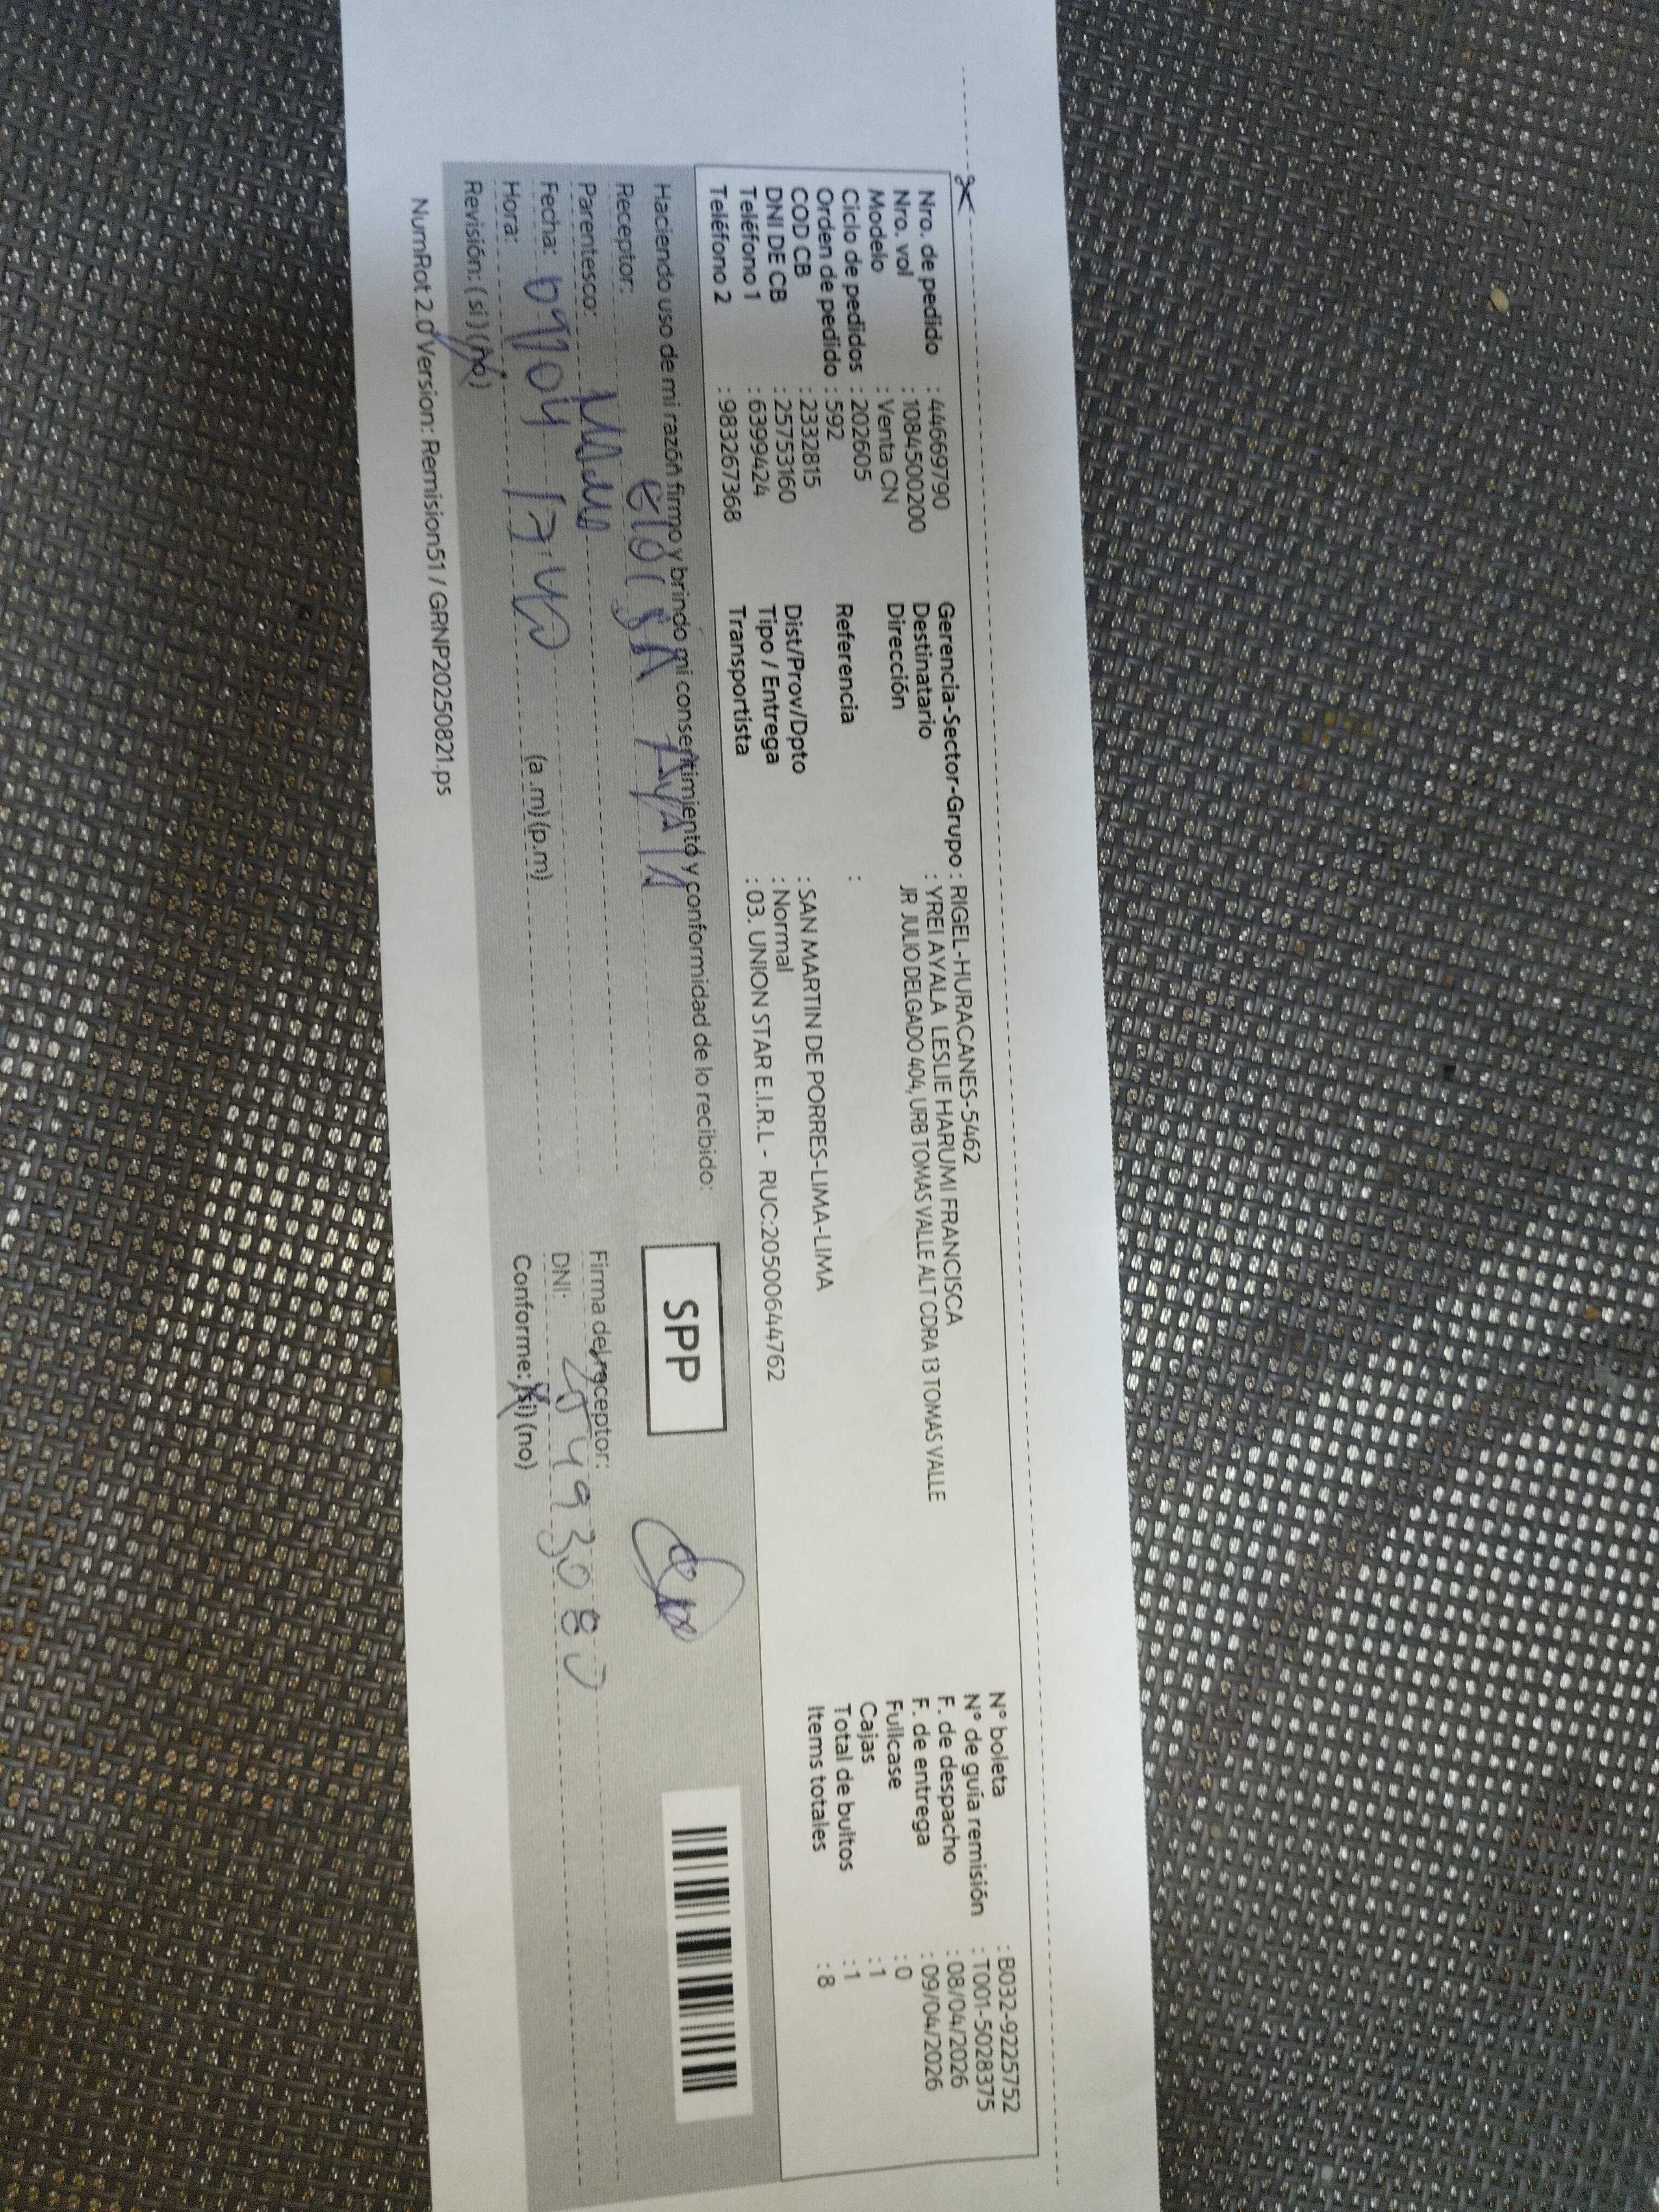 Nro. de pedido : 44669790
Nro. vol : 10845002​00
Modelo : Venta CN
Ciclo de pedidos : 202605
Orden de pedido : 592
COD CB : 2332815
DNI DE CB : 25753160
Teléfono 1 : 6399424
Teléfono 2 : 983267368
Gerencia-Sector-Grupo : RIGEL-HURACANES-5462
Destinatario : YREI AYALA LESLIE HARUMI FRANCISCA
Dirección JR JULIO DELGADO 404, URB TOMAS VALLE ALT CDRA 13 TOMAS VALLE
Referencia :
Dist/Prov/Dpto : SAN MARTIN DE PORRES-LIMA-LIMA
Tipo / Entrega : Normal
Transportista : 03. UNION STAR E.I.R.L - RUC:20500644762
N° boleta : B032-9225752
N° de guía remisión : T001-5028375
F. de despacho : 08/04/2026
F. de entrega : 09/04/2026
Fullcase : 0
Cajas : 1
Total de bultos : 1
Items totales : 8
Haciendo uso de mi razón firmo y brindo mi consentimiento y conformidad de lo recibido:
Receptor: AyAlA
Parentesco:
Fecha: 09/04
Hora: 17:40 (a.m) (p.m)
Revisión: (si) (no)
SPP
Firma del receptor:
DNI: 25493080
Conforme: (si) (no)
NumRot 2.0 Version: Remision51 / GRNP20250821.ps